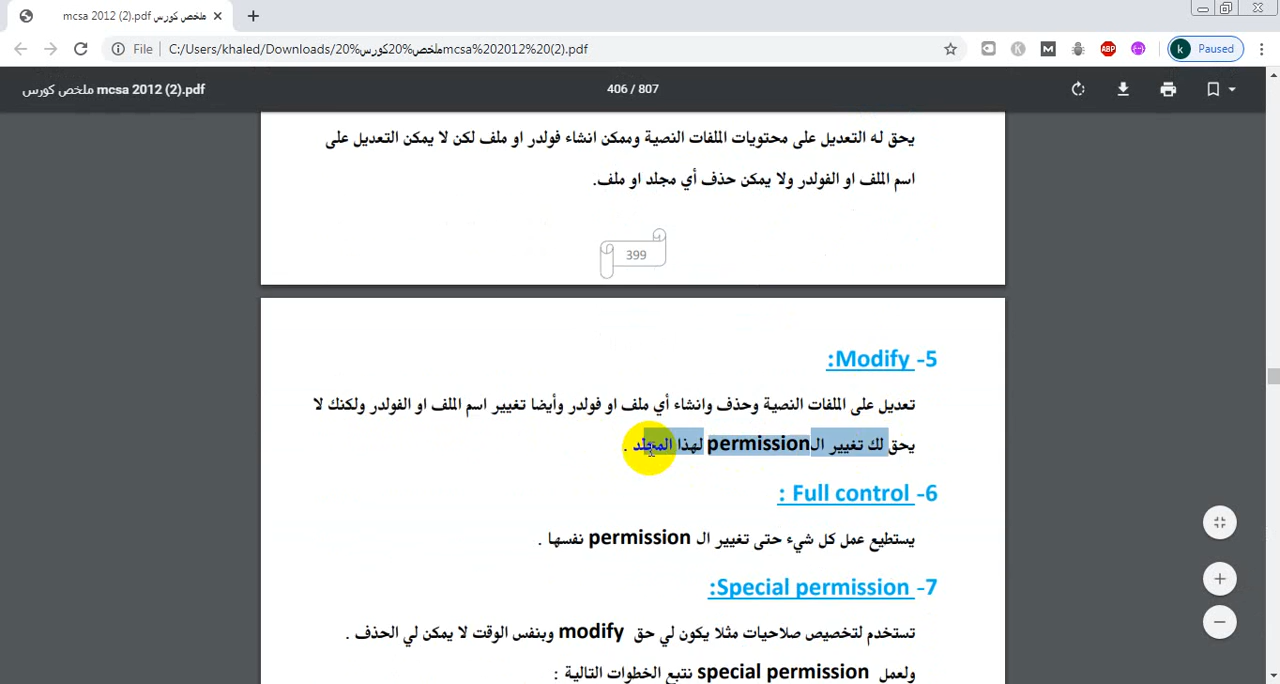 ملخص كورس mcsa 2012 (2).pdf
File
C:/Users/khaled/Downloads/20%ملخص%20كورسmcsa%202012%20(2).pdf
M
K
ABP
k Paused
ملخص كورس mcsa 2012 (2).pdf
406 / 807
يحق له التعديل على محتويات الملفات النصية وممكن انشاء فولدر او ملف لكن لا يمكن التعديل على
اسم الملف او الفولدر ولا يمكن حذف أي مجلد او ملف.
399
5- Modify:
تعديل على الملفات النصية وحذف وانشاء أي ملف او فولدر وأيضا تغيير اسم الملف او الفولدر ولكنك لا
يحق لك تغيير الpermission لهذا المجلد .
6- Full control :
يستطيع عمل كل شيء حتى تغيير ال permission نفسها .
7- Special permission:
تستخدم لتخصيص صلاحيات مثلا يكون لي حق modify وبنفس الوقت لا يمكن لي الحذف .
ولعمل special permission نتبع الخطوات التالية :